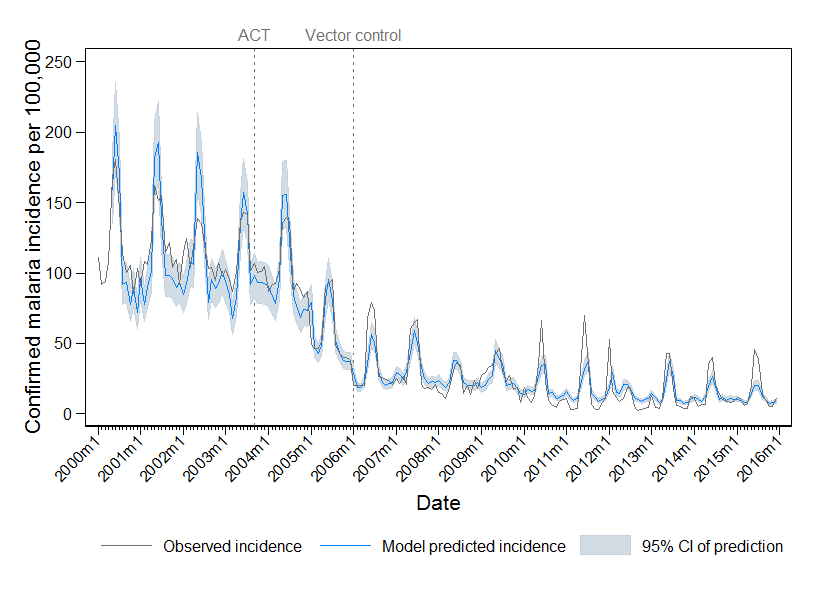 ACT Vector control
Confirmed malaria incidence per 100,000
250
200
150
100
50
0
2000m1 2001m1 2002m1 2003m1 2004m1 2005m1 2006m1 2007m1 2008m1 2009m1 2010m1 2011m1 2012m1 2013m1 2014m1 2015m1 2016m1
Date
Observed incidence Model predicted incidence 95% CI of prediction